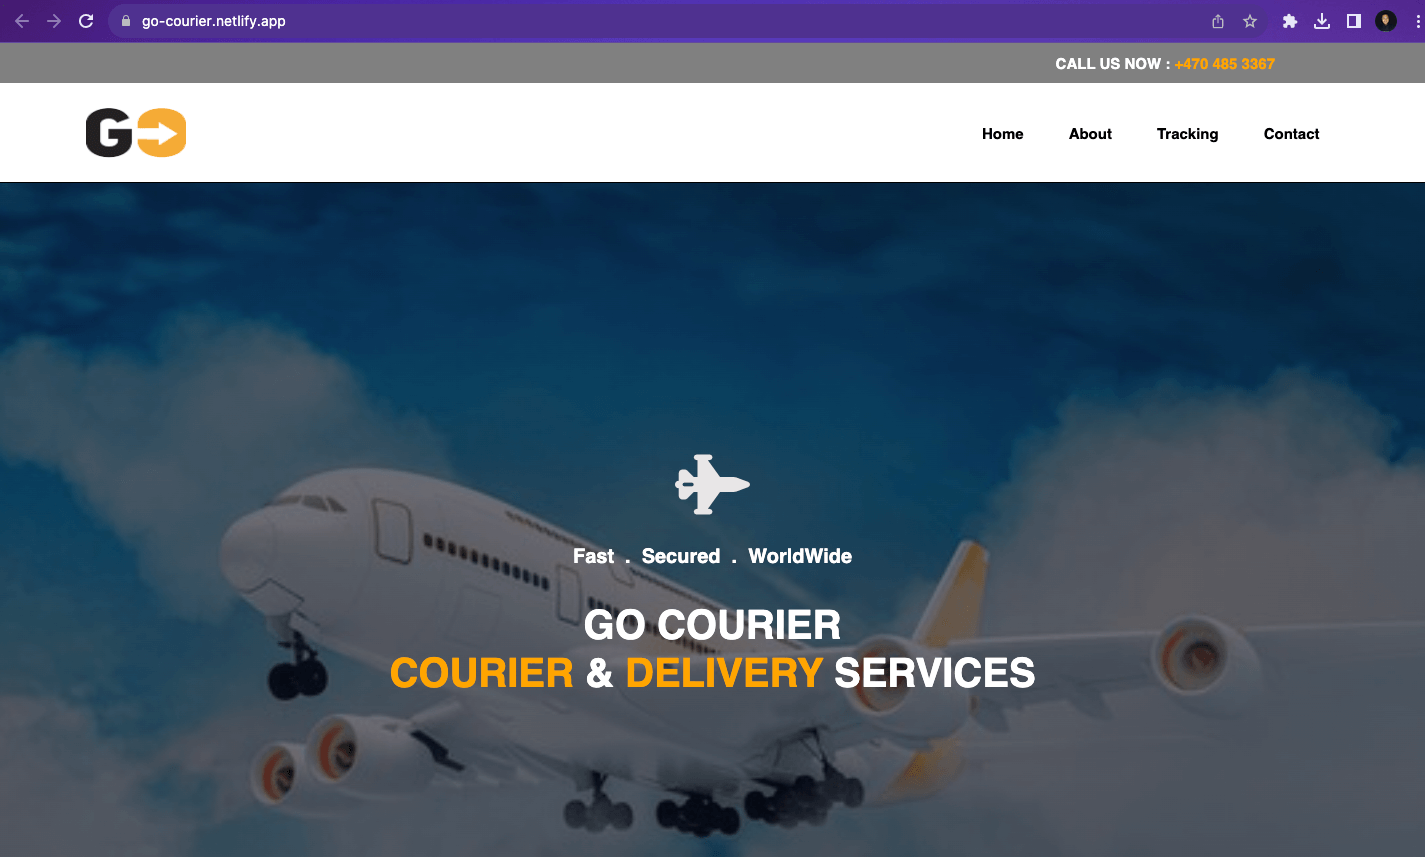 go-courier.netlify.app
CALL US NOW : +470 485 3367
GO
Home About Tracking Contact
Fast . Secured . WorldWide
GO COURIER
COURIER & DELIVERY SERVICES